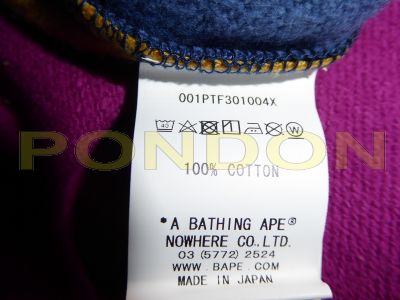 001PTF301004X
PONDON
100% COTTON
*A BATHING APE®
NOWHERE CO.,LTD.
03 (5772) 2524
WWW.BAPE.COM
MADE IN JAPAN